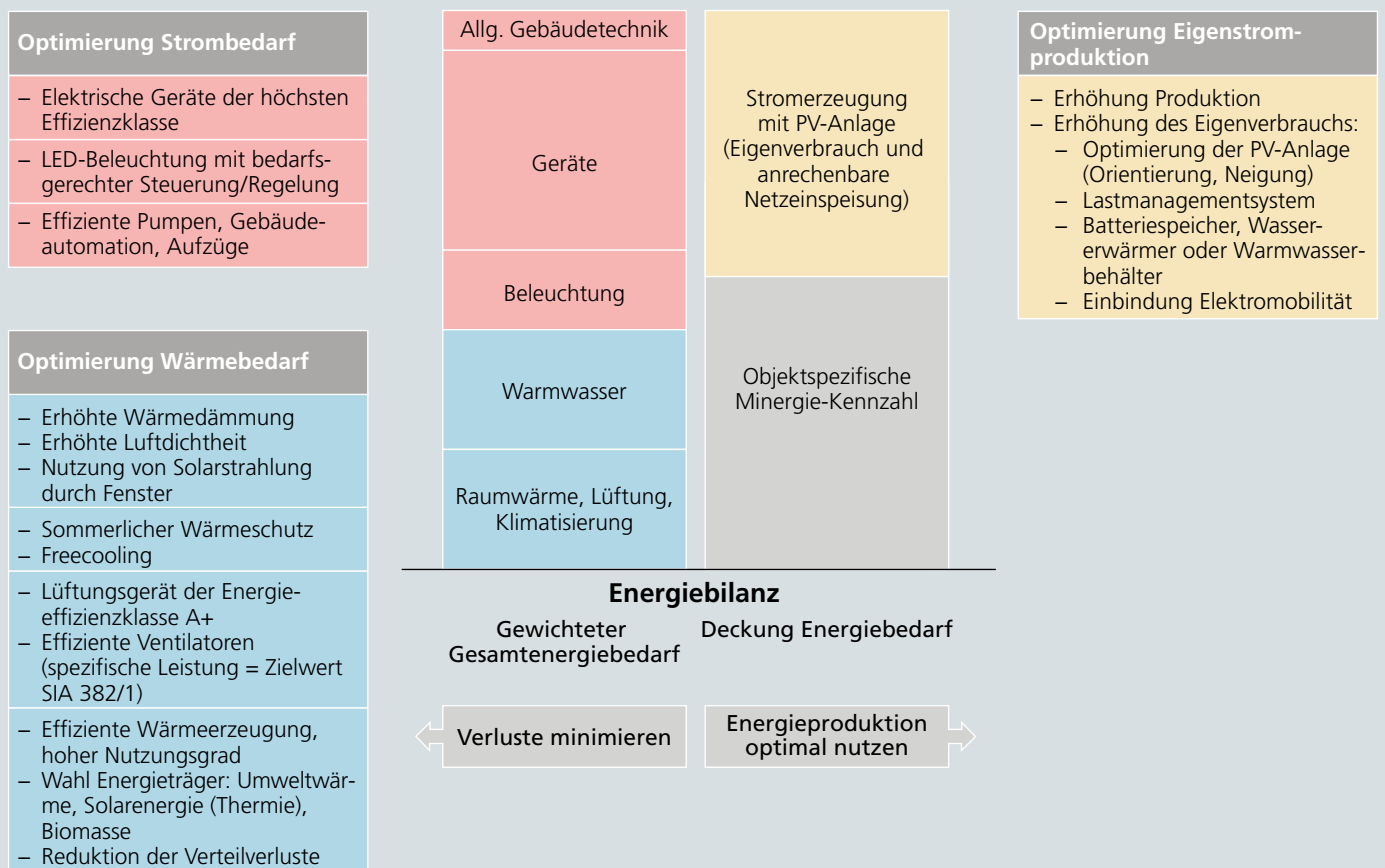 Optimierung Strombedarf
– Elektrische Geräte der höchsten
Effizienzklasse
– LED-Beleuchtung mit bedarfs-
gerechter Steuerung/Regelung
– Effiziente Pumpen, Gebäude-
automation, Aufzüge
Optimierung Wärmebedarf
– Erhöhte Wärmedämmung
– Erhöhte Luftdichtheit
– Nutzung von Solarstrahlung
durch Fenster
– Sommerlicher Wärmeschutz
– Freecooling
– Lüftungsgerät der Energie-
effizienzklasse A+
– Effiziente Ventilatoren
(spezifische Leistung = Zielwert
SIA 382/1)
– Effiziente Wärmeerzeugung,
hoher Nutzungsgrad
– Wahl Energieträger: Umweltwär-
me, Solarenergie (Thermie),
Biomasse
– Reduktion der Verteilverluste
Allg. Gebäudetechnik
Geräte
Beleuchtung
Warmwasser
Raumwärme, Lüftung,
Klimatisierung
Stromerzeugung
mit PV-Anlage
(Eigenverbrauch und
anrechenbare
Netzeinspeisung)
Objektspezifische
Minergie-Kennzahl
Energiebilanz
Gewichteter
Gesamtenergiebedarf
Deckung Energiebedarf
Verluste minimieren
Energieproduktion
optimal nutzen
Optimierung Eigenstrom-
produktion
– Erhöhung Produktion
– Erhöhung des Eigenverbrauchs:
– Optimierung der PV-Anlage
(Orientierung, Neigung)
– Lastmanagementsystem
– Batteriespeicher, Wasser-
erwärmer oder Warmwasser-
behälter
– Einbindung Elektromobilität